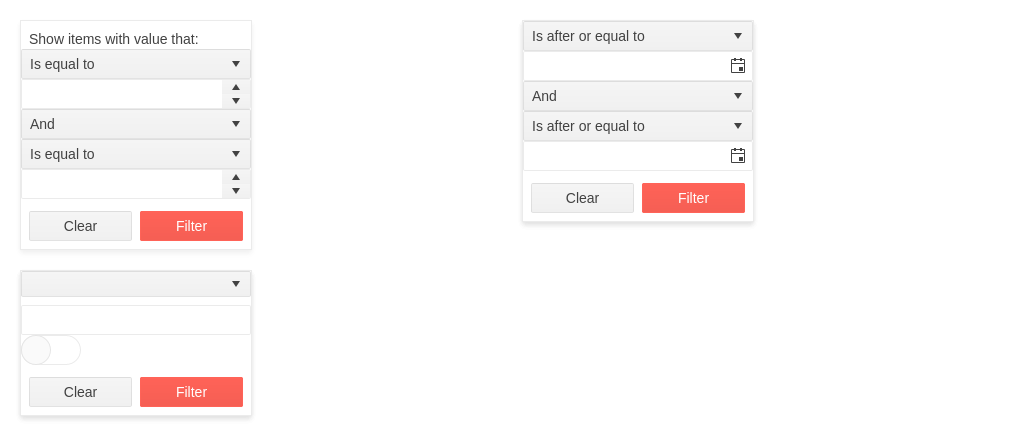 Show items with value that:
Is equal to
And
Is equal to
Clear Filter
Is after or equal to
And
Is after or equal to
Clear Filter
Clear Filter